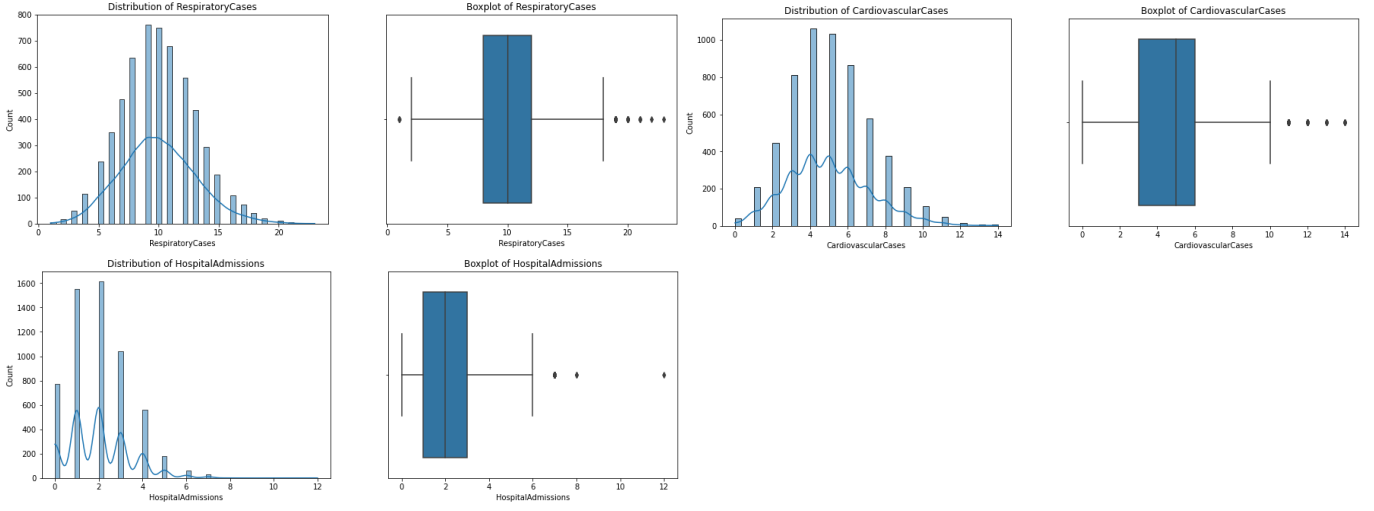 Distribution of RespiratoryCases
800
700
600
500
400
300
200
100
0
Count
0 5 10 15 20
RespiratoryCases
Boxplot of RespiratoryCases
5 10 15 20
RespiratoryCases
Distribution of CardiovascularCases
1000
800
600
400
200
0
Count
0 2 4 6 8 10 12 14
CardiovascularCases
Boxplot of CardiovascularCases
0 2 4 6 8 10 12 14
CardiovascularCases
Distribution of HospitalAdmissions
1600
1400
1200
1000
800
600
400
200
0
Count
0 2 4 6 8 10 12
HospitalAdmissions
Boxplot of HospitalAdmissions
0 2 4 6 8 10 12
HospitalAdmissions